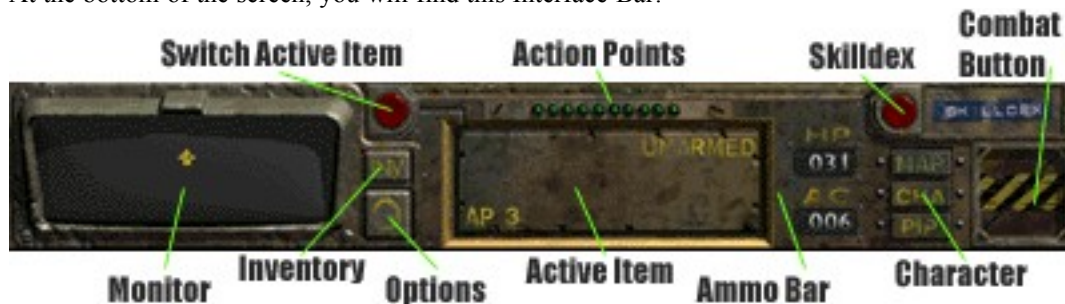 At the bottom of the screen, you will find this Interface Bar:
Combat
Button
Switch Active Item
Action Points
Skilldex
SKILLDEX
UNARMED
HP
031
MAP
INV
AC
CHA
AP 3
006
PIP
Monitor
Inventory
Options
Active Item
Ammo Bar
Character